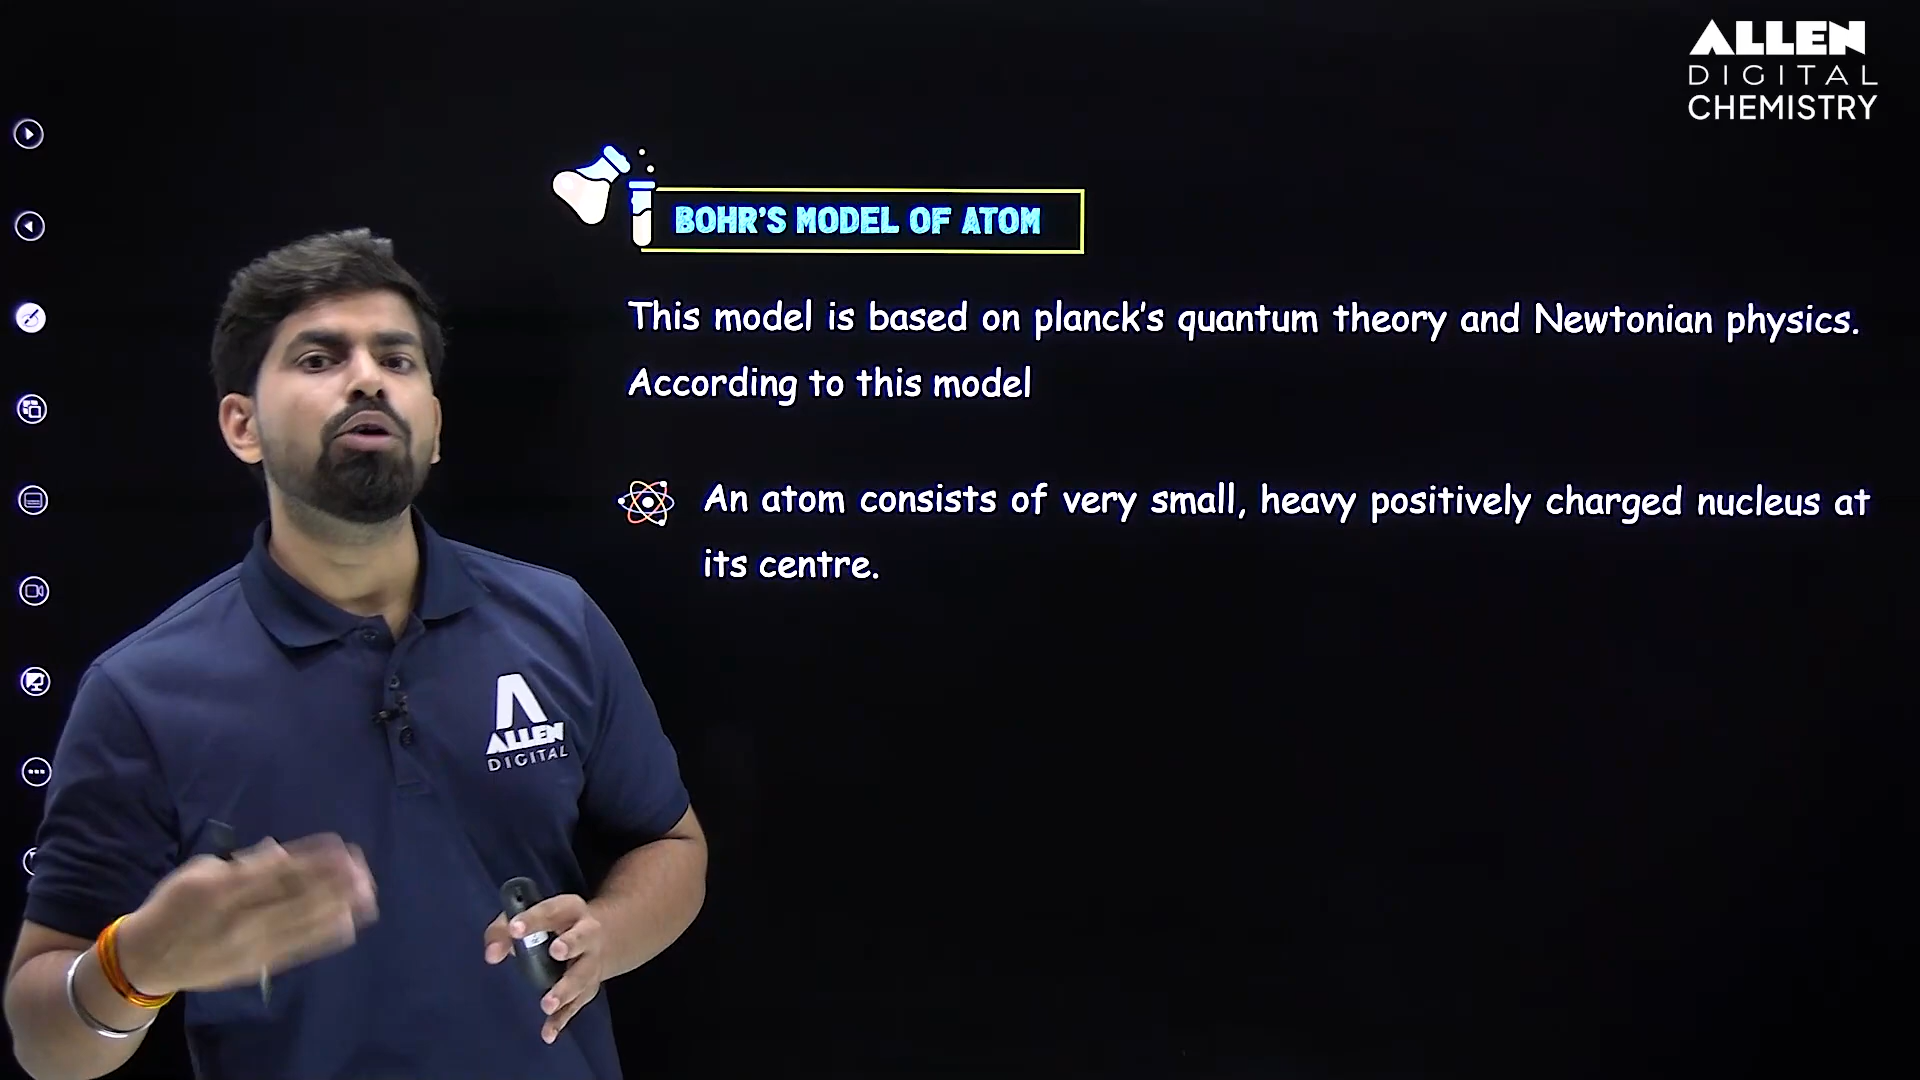 ALLEN
DIGITAL
CHEMISTRY
BOHR'S MODEL OF ATOM
This model is based on planck's quantum theory and Newtonian physics.
According to this model
An atom consists of very small, heavy positively charged nucleus at
its centre.
ALLEN
DIGITAL